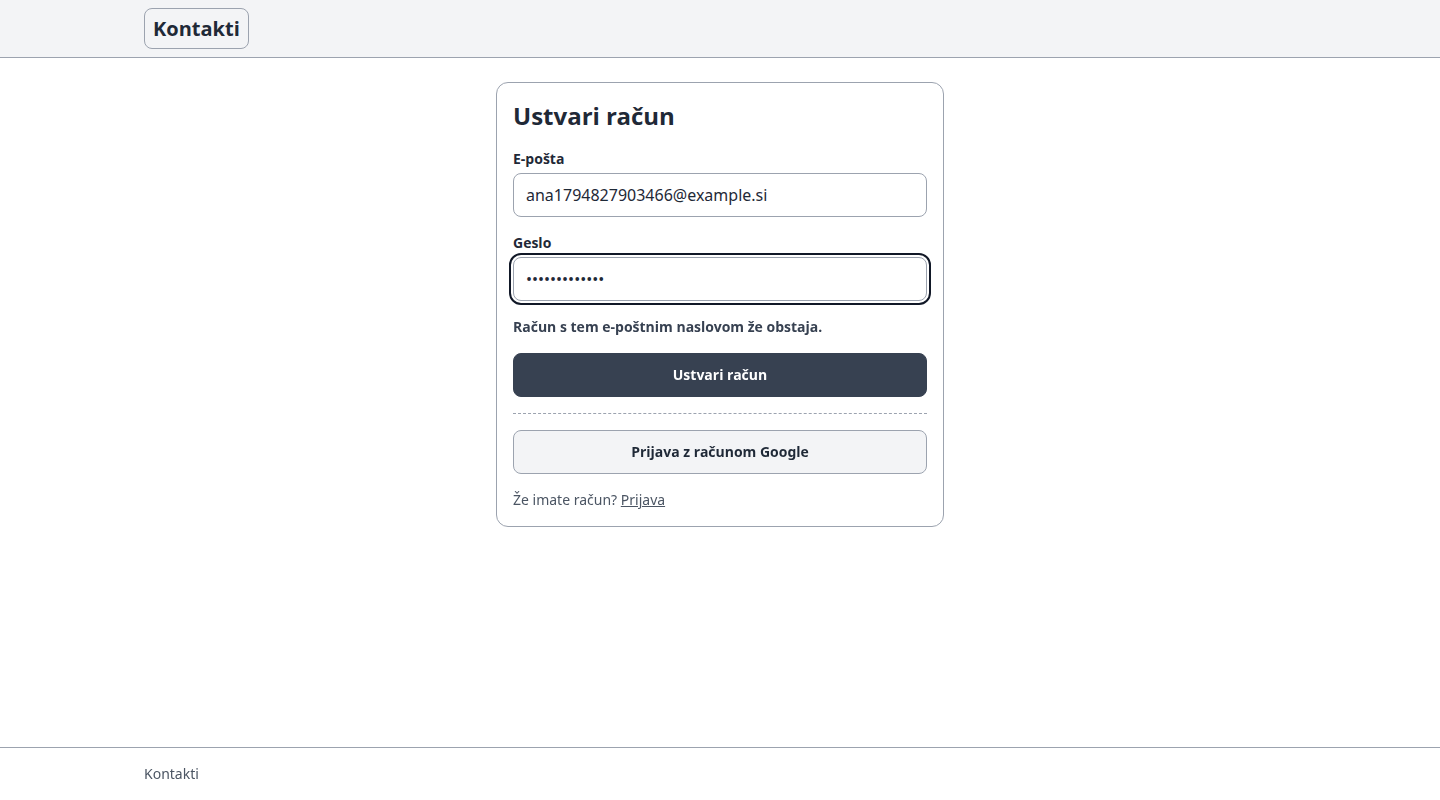 Kontakti
Ustvari račun
E-pošta
ana1794827903466@example.si
Geslo
•••••••••••••
Račun s tem e-poštnim naslovom že obstaja.
Ustvari račun
Prijava z računom Google
Že imate račun? Prijava
Kontakti